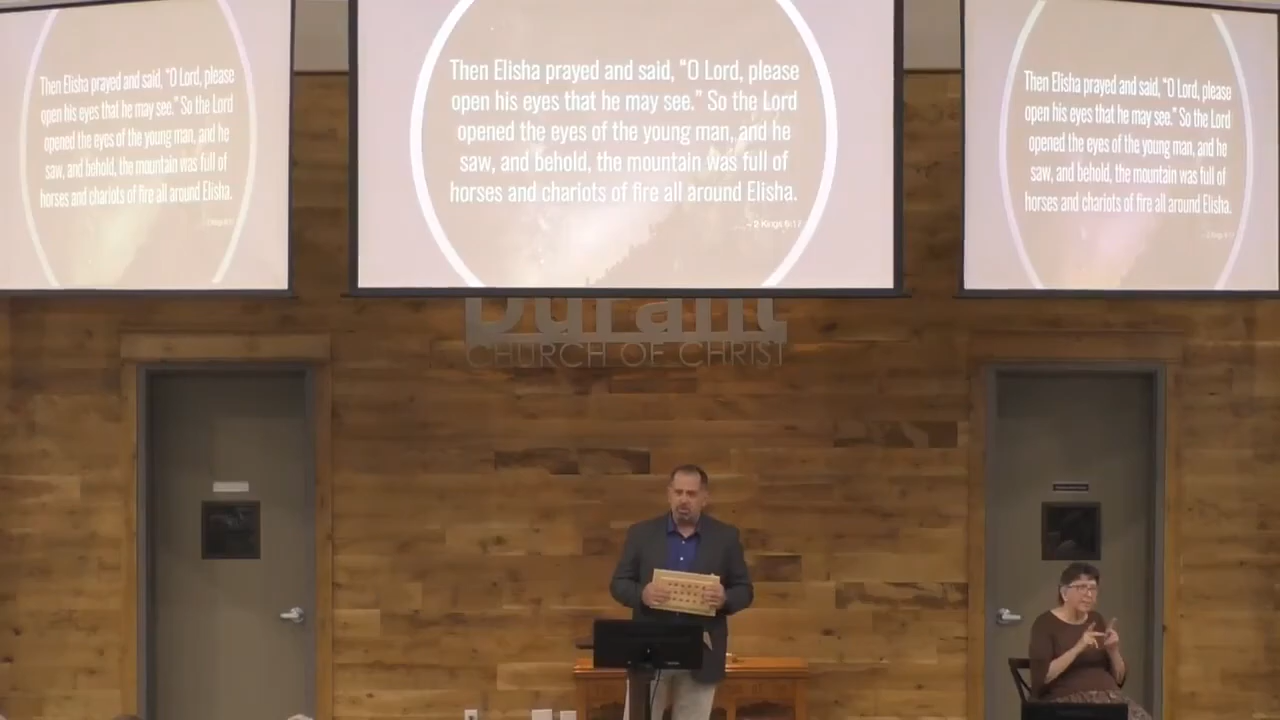 Then Elisha prayed and said, “O Lord, please
open his eyes that he may see.” So the Lord
opened the eyes of the young man, and he
saw, and behold, the mountain was full of
horses and chariots of fire all around Elisha.
Then Elisha prayed and said, “O Lord, please
open his eyes that he may see.” So the Lord
opened the eyes of the young man, and he
saw, and behold, the mountain was full of
horses and chariots of fire all around Elisha.
– 2 Kings 6:17
Then Elisha prayed and said, “O Lord, please
open his eyes that he may see.” So the Lord
opened the eyes of the young man, and he
saw, and behold, the mountain was full of
horses and chariots of fire all around Elisha.
Durant
CHURCH OF CHRIST